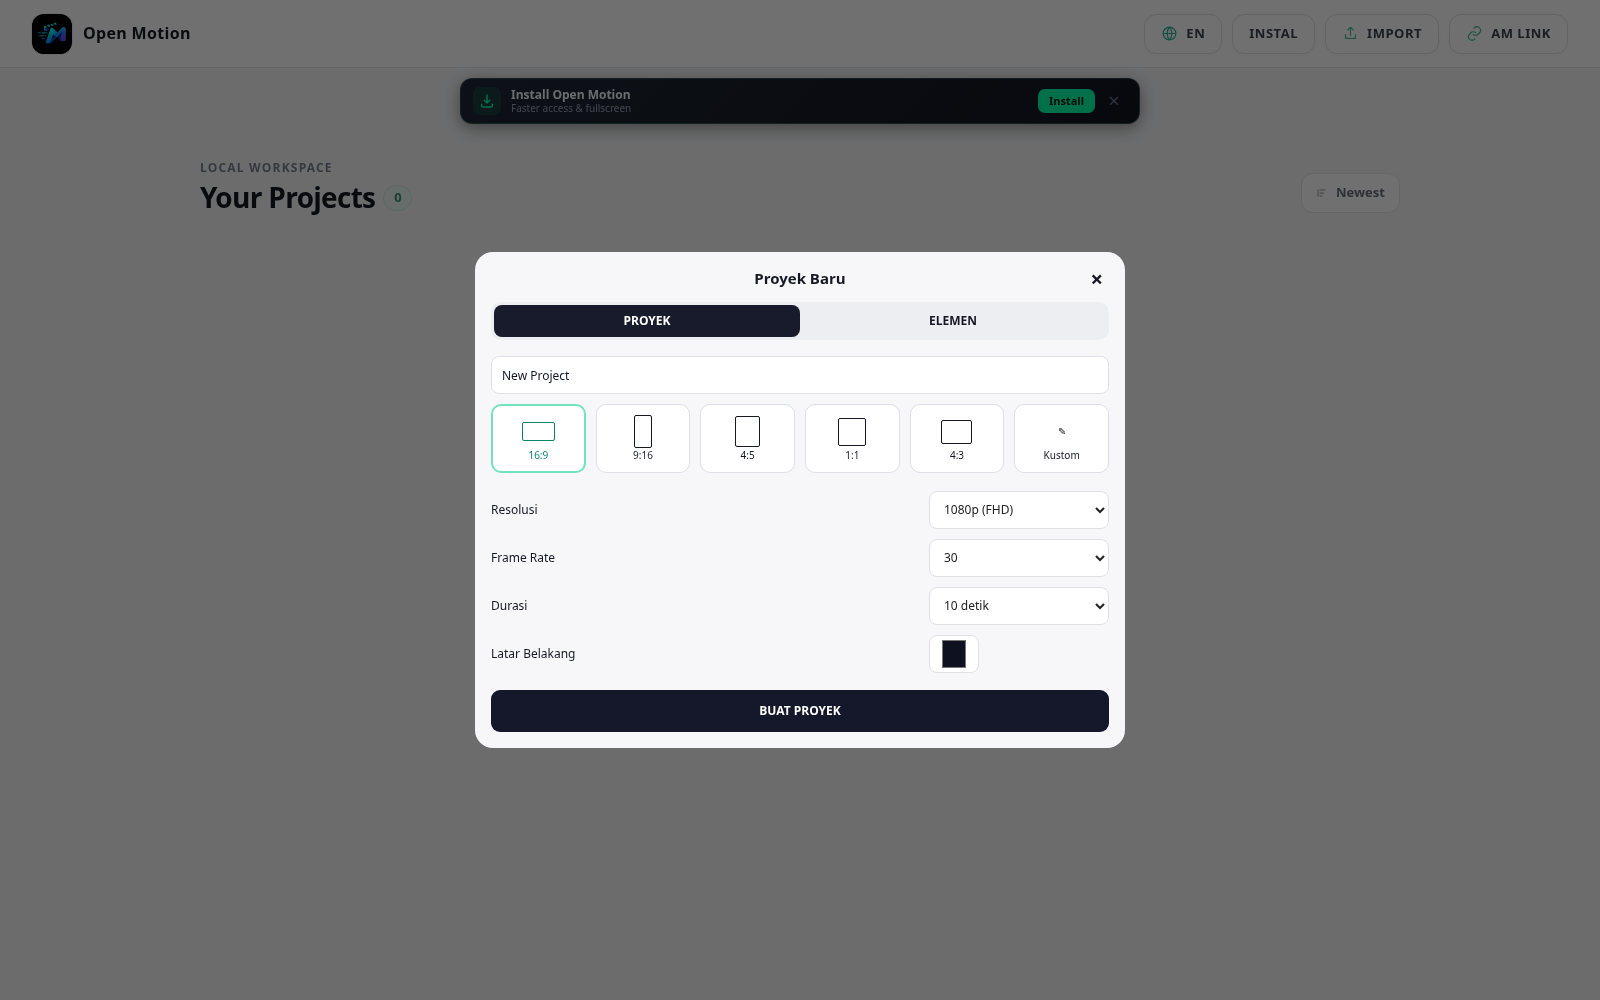 Open Motion
EN
INSTAL
IMPORT
AM LINK
Install Open Motion
Faster access & fullscreen
Install
LOCAL WORKSPACE
Your Projects 0
Newest
Proyek Baru
PROYEK
ELEMEN
New Project
16:9
9:16
4:5
1:1
4:3
Kustom
Resolusi
1080p (FHD)
Frame Rate
30
Durasi
10 detik
Latar Belakang
BUAT PROYEK